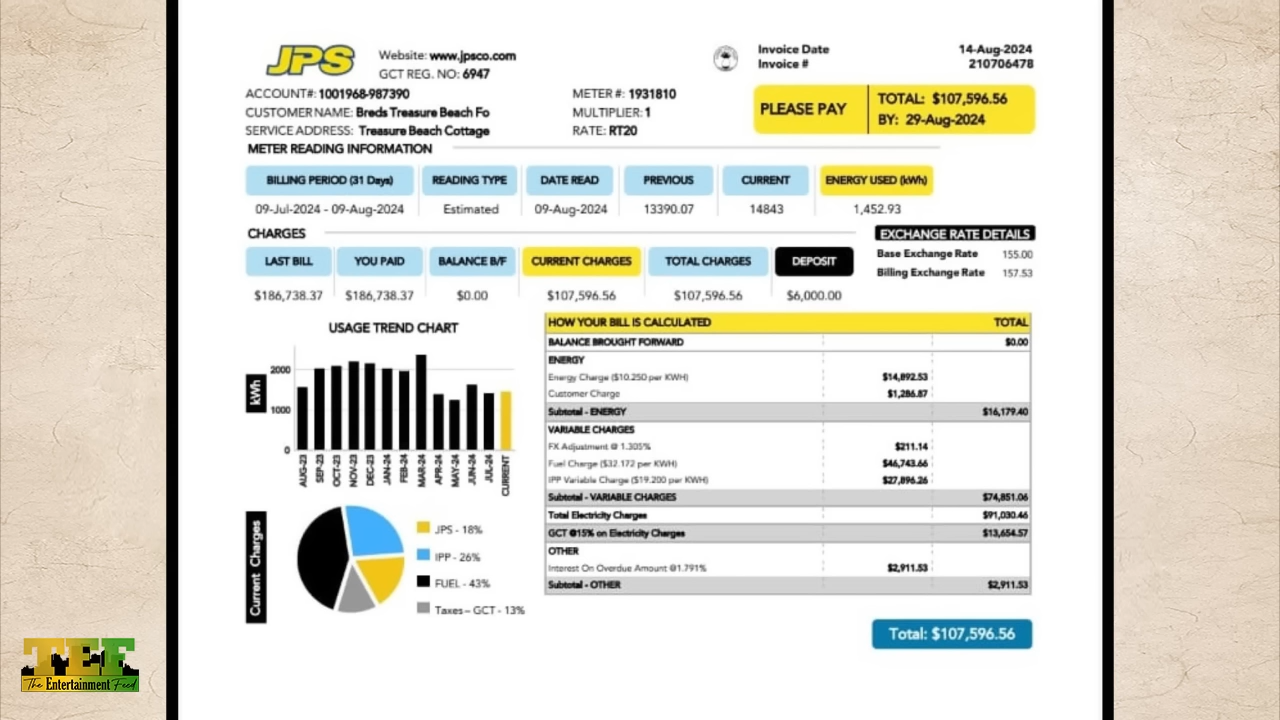 JPS
Website: www.jpsco.com
GCT REG. NO: 6947
Invoice Date 14-Aug-2024
Invoice # 210706478
ACCOUNT#: 1001968-987390
CUSTOMER NAME: Breds Treasure Beach Fo
SERVICE ADDRESS: Treasure Beach Cottage
METER #: 1931810
MULTIPLIER: 1
RATE: RT20
PLEASE PAY
TOTAL: $107,596.56
BY: 29-Aug-2024
METER READING INFORMATION
BILLING PERIOD (31 Days) READING TYPE DATE READ PREVIOUS CURRENT ENERGY USED (kWh)
09-Jul-2024 - 09-Aug-2024 Estimated 09-Aug-2024 13390.07 14843 1,452.93
CHARGES
LAST BILL YOU PAID BALANCE B/F CURRENT CHARGES TOTAL CHARGES DEPOSIT
$186,738.37 $186,738.37 $0.00 $107,596.56 $107,596.56 $6,000.00
EXCHANGE RATE DETAILS
Base Exchange Rate 155.00
Billing Exchange Rate 157.53
USAGE TREND CHART
kWh
2000
1000
0
AUG-23 SEP-23 OCT-23 NOV-23 DEC-23 JAN-24 FEB-24 MAR-24 APR-24 MAY-24 JUN-24 JUL-24 CURRENT
Current Charges
JPS - 18%
IPP - 26%
FUEL - 43%
Taxes – GCT - 13%
HOW YOUR BILL IS CALCULATED TOTAL
BALANCE BROUGHT FORWARD $0.00
ENERGY
Energy Charge ($10.250 per KWH) $14,892.53
Customer Charge $1,286.87
Subtotal - ENERGY $16,179.40
VARIABLE CHARGES
FX Adjustment @ 1.305% $211.14
Fuel Charge ($32.172 per KWH) $46,743.66
IPP Variable Charge ($19.200 per KWH) $27,896.26
Subtotal - VARIABLE CHARGES $74,851.06
Total Electricity Charges $91,030.46
GCT @15% on Electricity Charges $13,654.57
OTHER
Interest On Overdue Amount @1.791% $2,911.53
Subtotal - OTHER $2,911.53
Total: $107,596.56
TEF
The Entertainment Feed